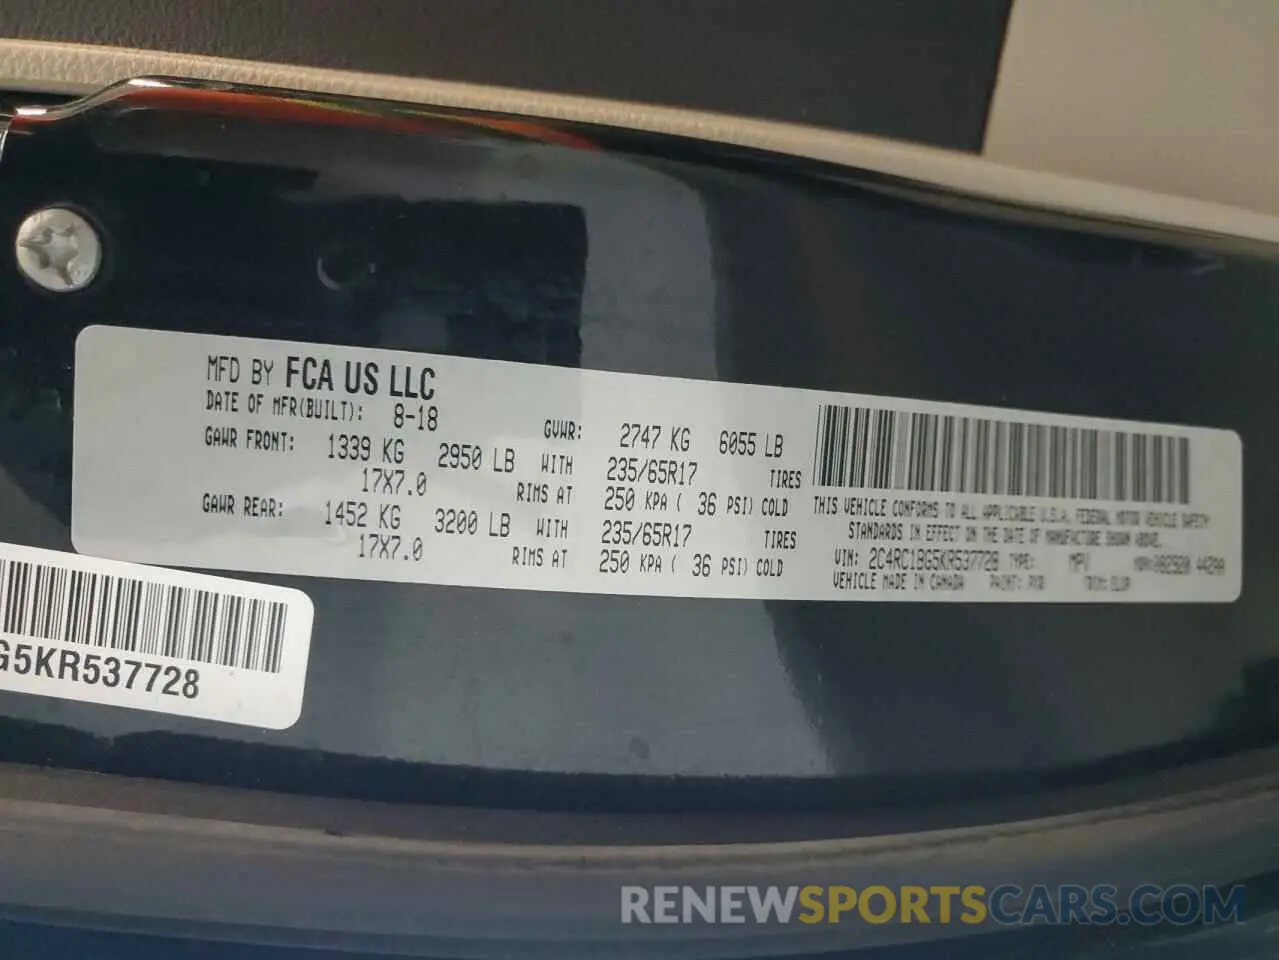 MFD BY FCA US LLC
DATE OF MFR(BUILT): 8-18 GVWR: 2747 KG 6055 LB
GAWR FRONT: 1339 KG 2950 LB WITH 235/65R17 TIRES
17X7.0 RIMS AT 250 KPA ( 36 PSI) COLD
GAWR REAR: 1452 KG 3200 LB WITH 235/65R17 TIRES
17X7.0 RIMS AT 250 KPA ( 36 PSI) COLD
THIS VEHICLE CONFORMS TO ALL APPLICABLE U.S.A. FEDERAL MOTOR VEHICLE SAFETY
STANDARDS IN EFFECT ON THE DATE OF MANUFACTURE SHOWN ABOVE.
VIN: 2C4RC1BG5KR537728 TYPE: MPV
VEHICLE MADE IN CANADA PAINT: TRIM:
G5KR537728
RENEWSPORTSCARS.COM